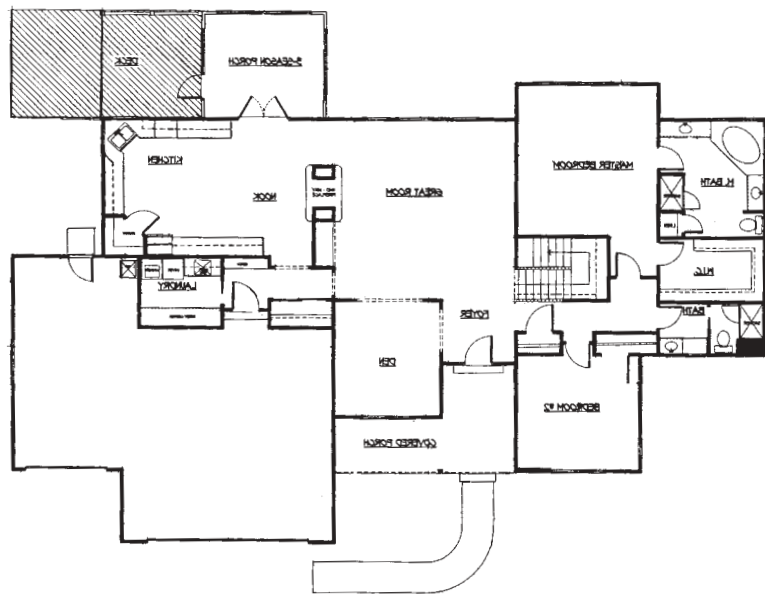 DECK
3-SEASON PORCH
KITCHEN
NOOK
GREAT ROOM
MASTER BEDROOM
M. BATH
W.I.C.
LAUNDRY
FOYER
BATH
DEN
BEDROOM #2
COVERED PORCH